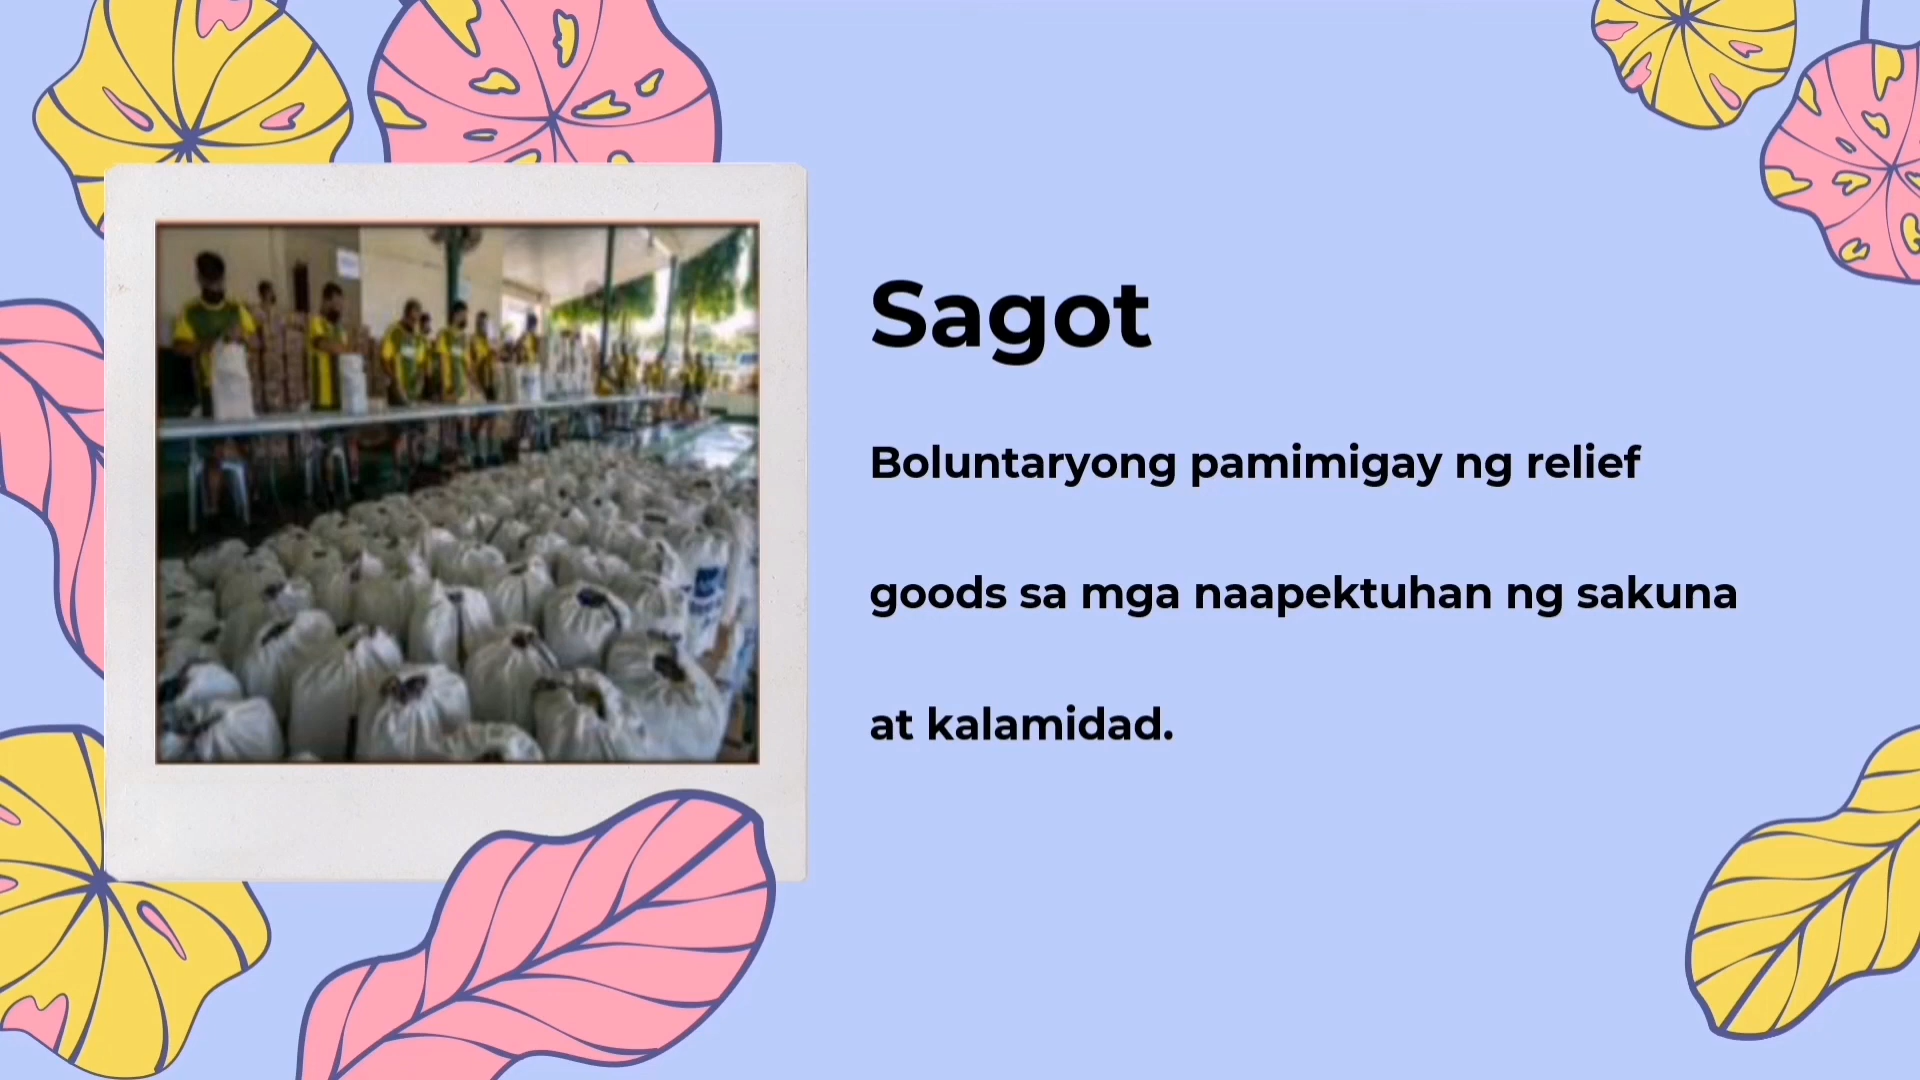 Sagot
Boluntaryong pamimigay ng relief
goods sa mga naapektuhan ng sakuna
at kalamidad.